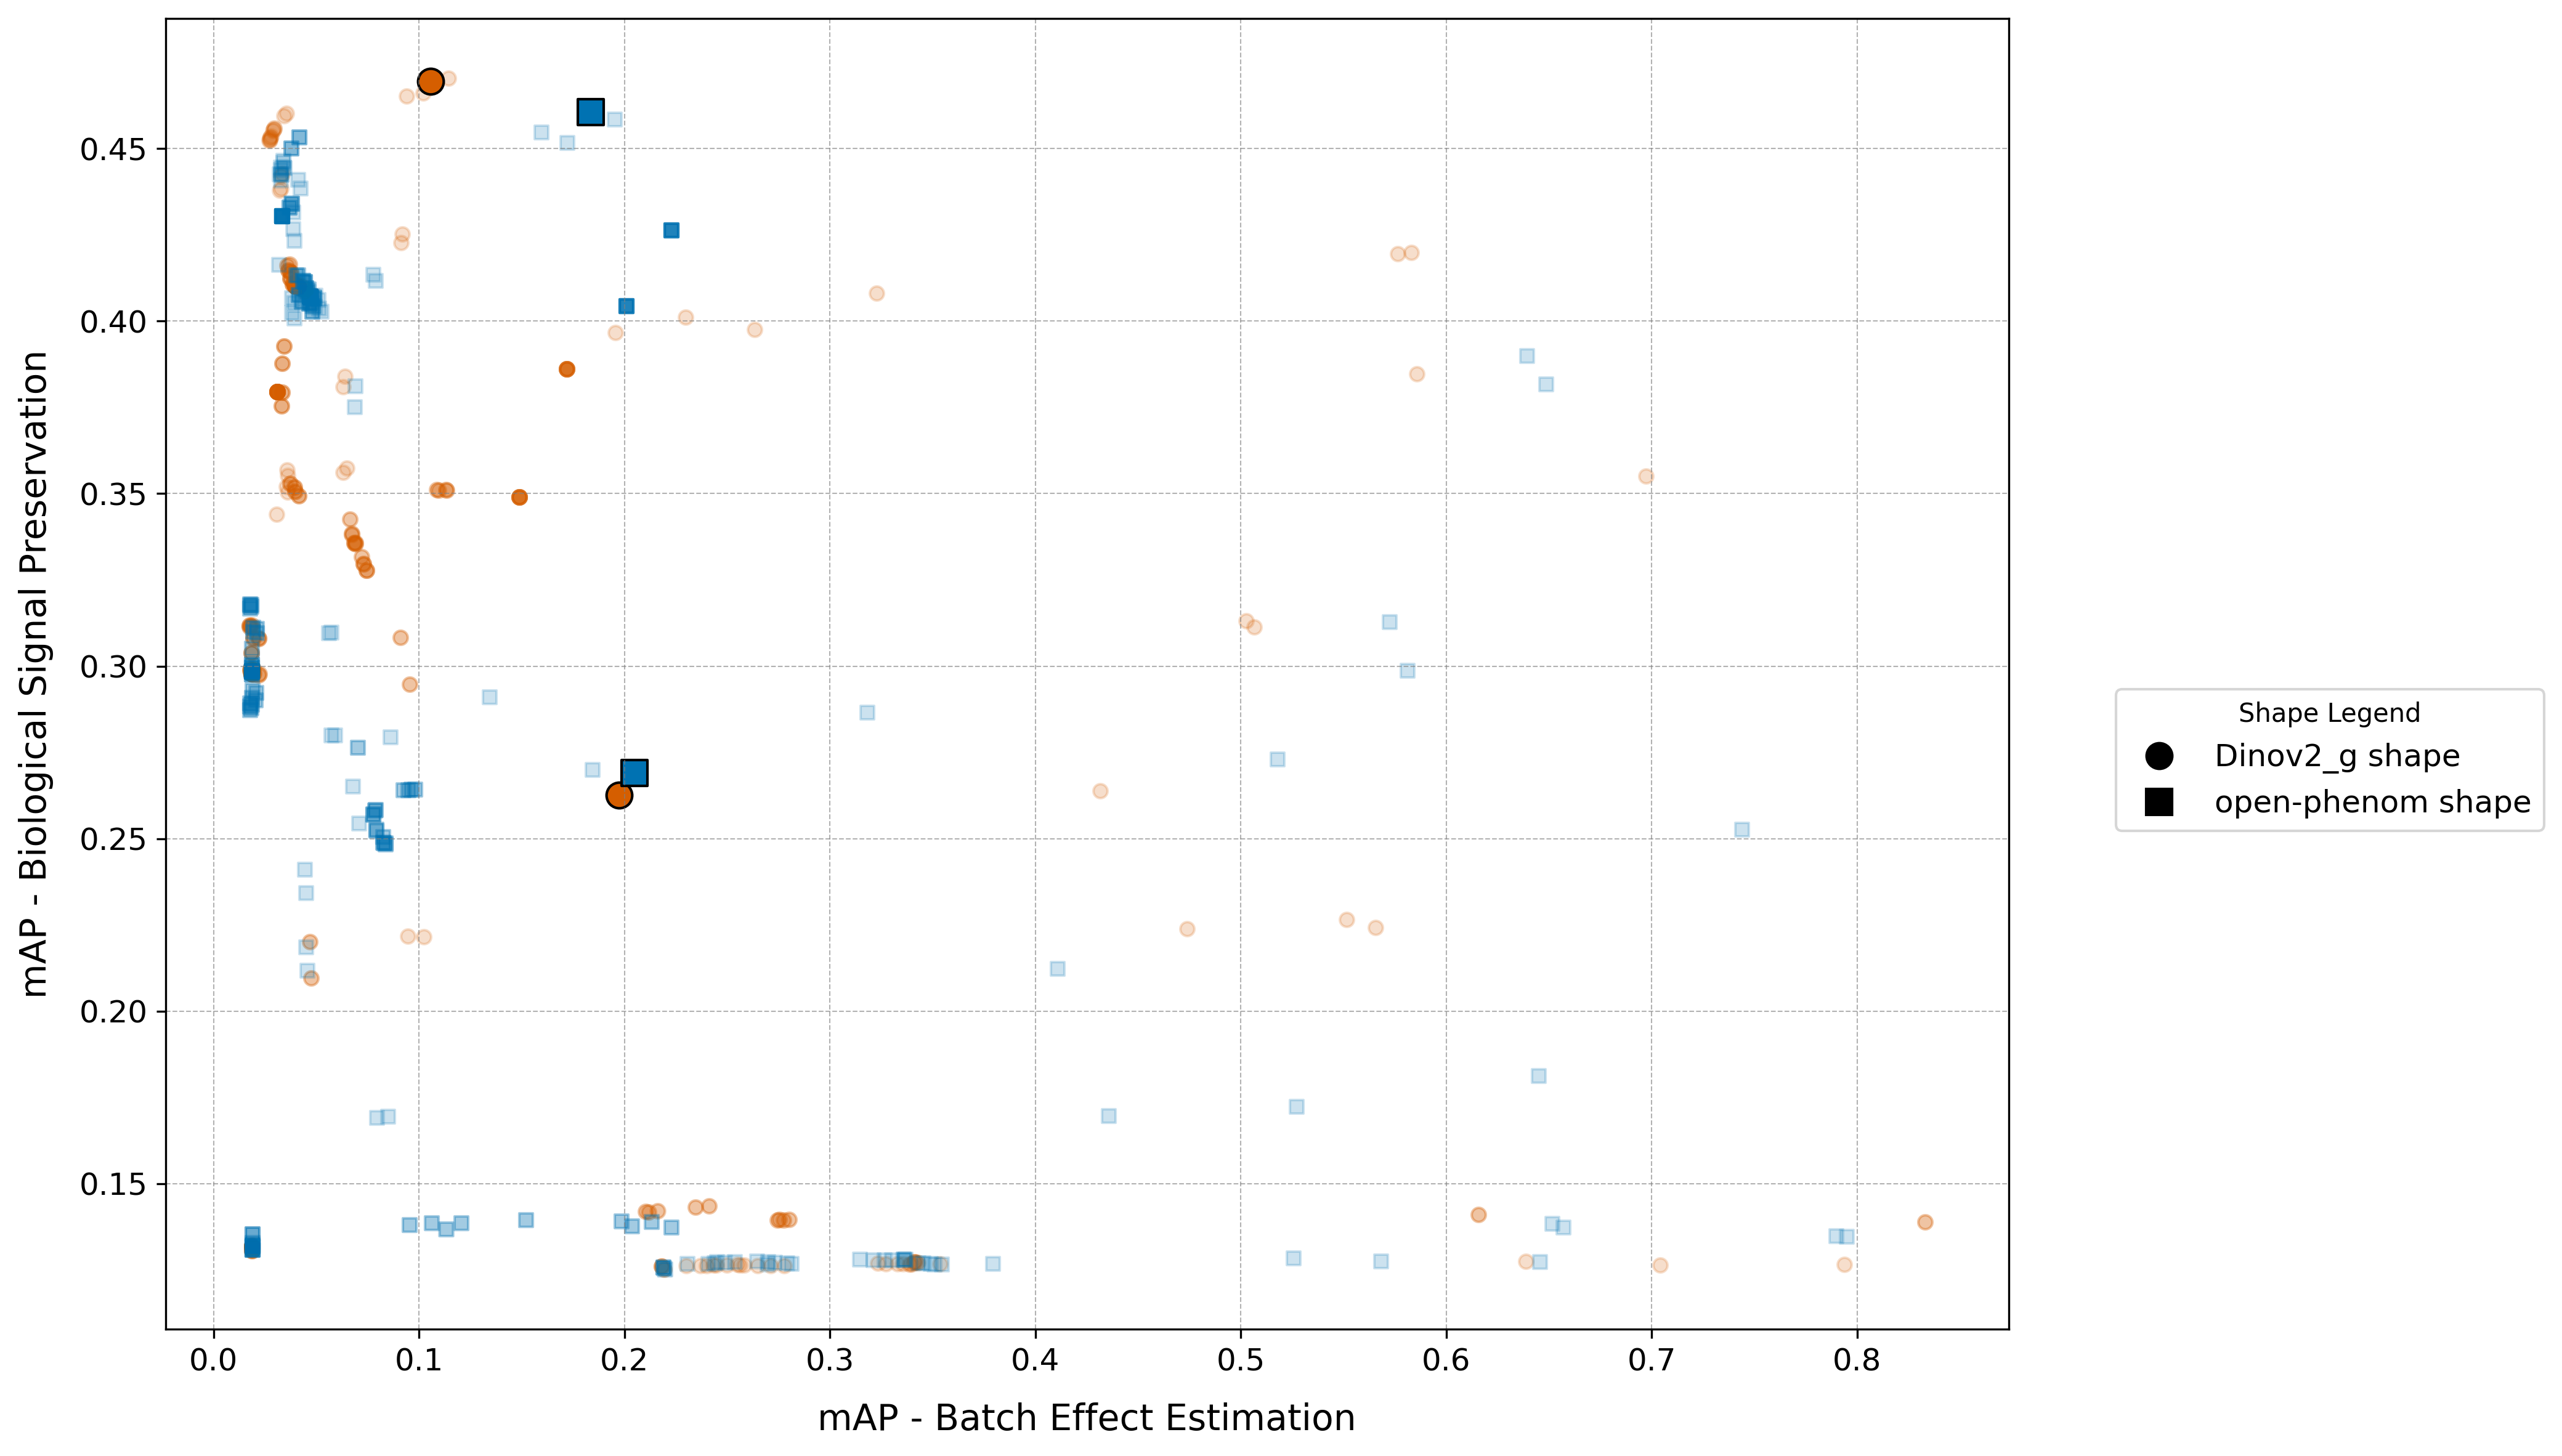 mAP - Biological Signal Preservation
0.45
0.40
0.35
0.30
0.25
0.20
0.15
0.0 0.1 0.2 0.3 0.4 0.5 0.6 0.7 0.8
mAP - Batch Effect Estimation
Shape Legend
Dinov2_g shape
open-phenom shape